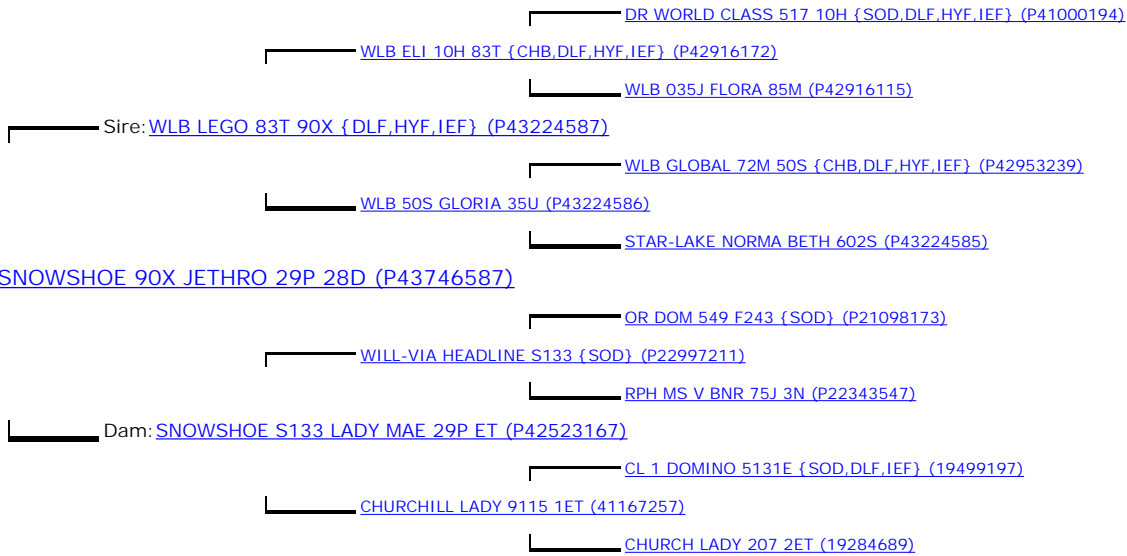 DR WORLD CLASS 517 10H {SOD,DLF,HYF,IEF} (P41000194)
WLB ELI 10H 83T {CHB,DLF,HYF,IEF} (P42916172)
WLB 035J FLORA 85M (P42916115)
Sire: WLB LEGO 83T 90X {DLF,HYF,IEF} (P43224587)
WLB GLOBAL 72M 50S {CHB,DLF,HYF,IEF} (P42953239)
WLB 50S GLORIA 35U (P43224586)
STAR-LAKE NORMA BETH 602S (P43224585)
SNOWSHOE 90X JETHRO 29P 28D (P43746587)
OR DOM 549 F243 {SOD} (P21098173)
WILL-VIA HEADLINE S133 {SOD} (P22997211)
RPH MS V BNR 75J 3N (P22343547)
Dam: SNOWSHOE S133 LADY MAE 29P ET (P42523167)
CL 1 DOMINO 5131E {SOD,DLF,IEF} (19499197)
CHURCHILL LADY 9115 1ET (41167257)
CHURCH LADY 207 2ET (19284689)